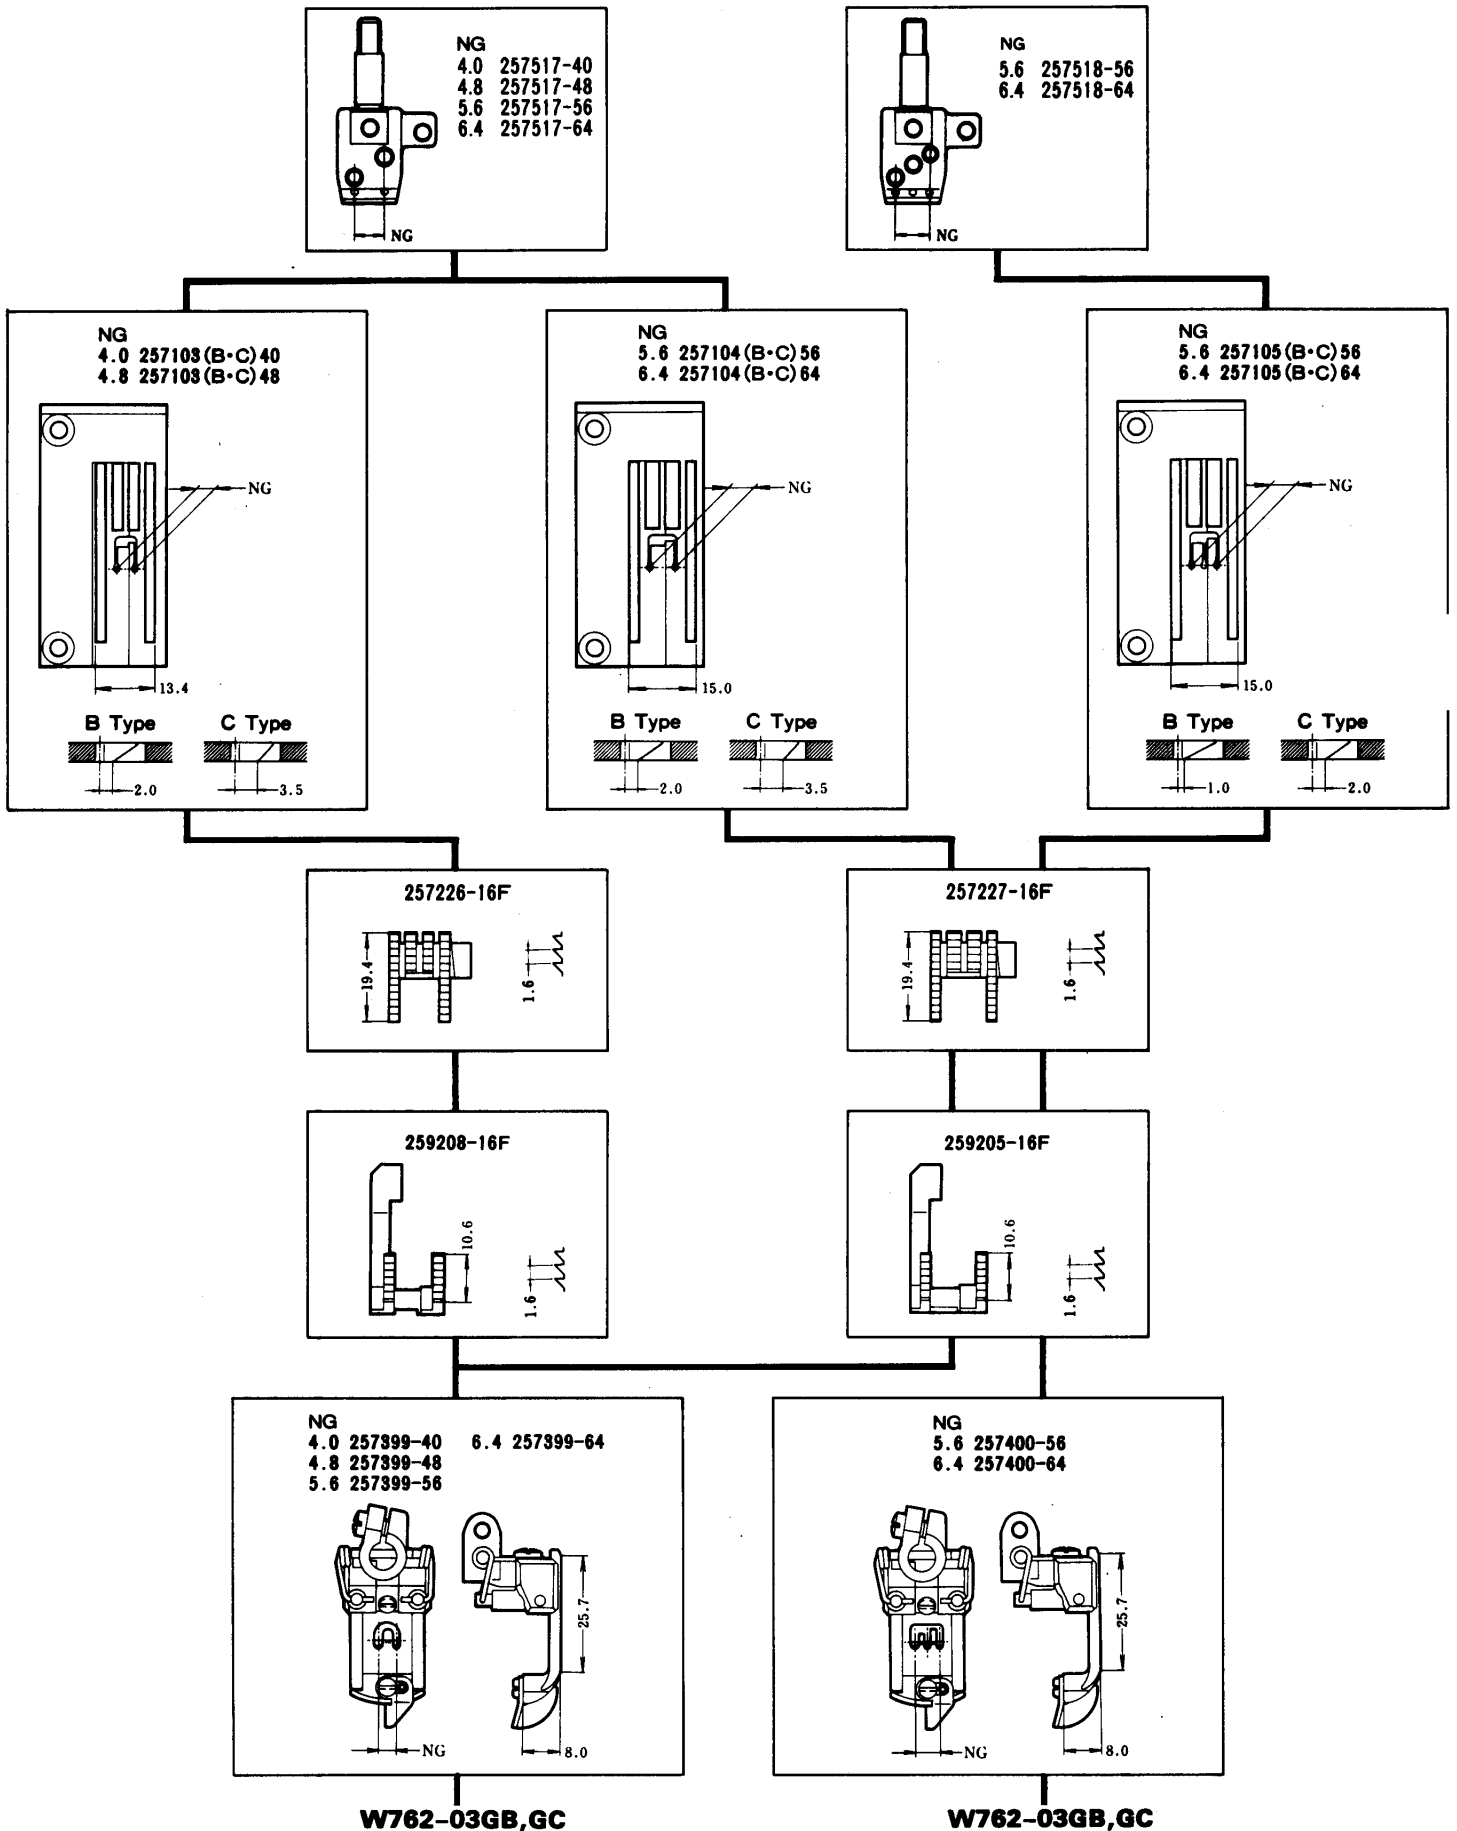 NG
4.0 257517-40
4.8 257517-48
5.6 257517-56
6.4 257517-64
NG
NG
5.6 257518-56
6.4 257518-64
NG
NG
4.0 257103(B·C)40
4.8 257103(B·C)48
NG
13.4
B Type C Type
2.0 3.5
NG
5.6 257104(B·C)56
6.4 257104(B·C)64
NG
15.0
B Type C Type
2.0 3.5
NG
5.6 257105(B·C)56
6.4 257105(B·C)64
NG
15.0
B Type C Type
1.0 2.0
257226-16F
19.4
1.6
257227-16F
19.4
1.6
259208-16F
10.6
1.6
259205-16F
10.6
1.6
NG
4.0 257399-40 6.4 257399-64
4.8 257399-48
5.6 257399-56
25.7
NG
8.0
NG
5.6 257400-56
6.4 257400-64
25.7
NG
8.0
W762-03GB,GC
W762-03GB,GC